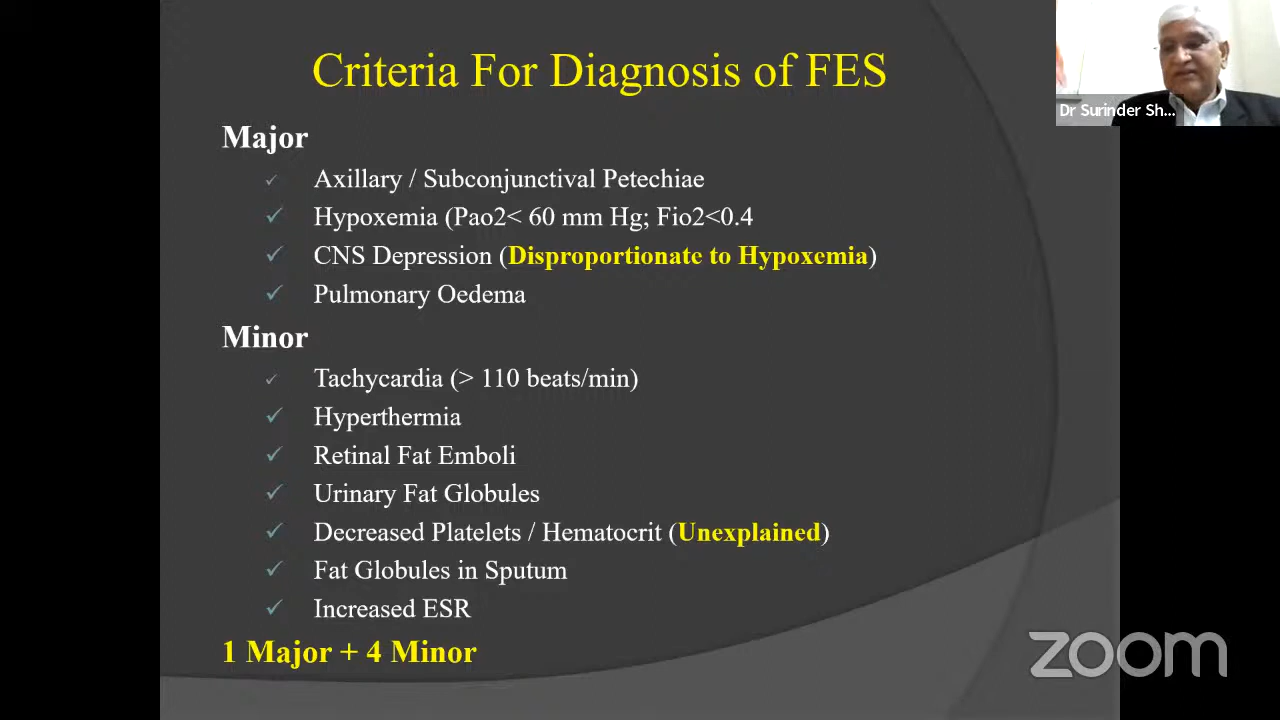 Criteria For Diagnosis of FES
Dr Surinder Sh...
Major
✓ Axillary / Subconjunctival Petechiae
✓ Hypoxemia (Pao2< 60 mm Hg; Fio2<0.4
✓ CNS Depression (Disproportionate to Hypoxemia)
✓ Pulmonary Oedema
Minor
✓ Tachycardia (> 110 beats/min)
✓ Hyperthermia
✓ Retinal Fat Emboli
✓ Urinary Fat Globules
✓ Decreased Platelets / Hematocrit (Unexplained)
✓ Fat Globules in Sputum
✓ Increased ESR
1 Major + 4 Minor
zoom